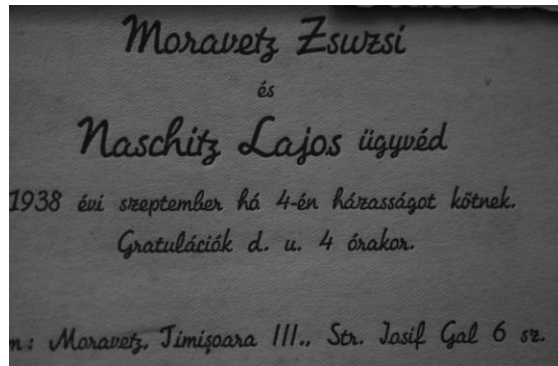 Moravetz Zsuzsi
és
Naschitz Lajos ügyvéd
1938 évi szeptember há 4-én házasságot kötnek.
Gratulációk d. u. 4 órakor.
Moravetz, Timişoara III., Str. Iosif Gal 6 sz.